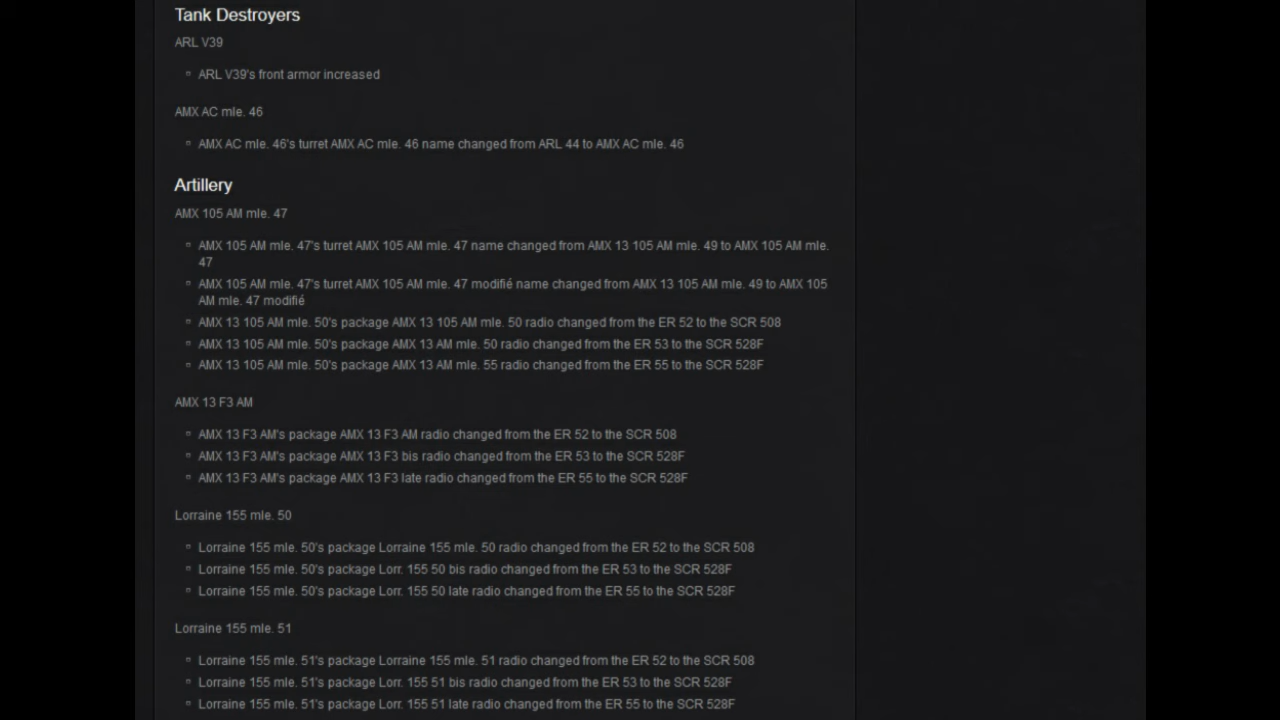 Tank Destroyers
ARL V39
ARL V39's front armor increased
AMX AC mle. 46
AMX AC mle. 46's turret AMX AC mle. 46 name changed from ARL 44 to AMX AC mle. 46
Artillery
AMX 105 AM mle. 47
AMX 105 AM mle. 47's turret AMX 105 AM mle. 47 name changed from AMX 13 105 AM mle. 49 to AMX 105 AM mle.
47
AMX 105 AM mle. 47's turret AMX 105 AM mle. 47 modifié name changed from AMX 13 105 AM mle. 49 to AMX 105
AM mle. 47 modifié
AMX 13 105 AM mle. 50's package AMX 13 105 AM mle. 50 radio changed from the ER 52 to the SCR 508
AMX 13 105 AM mle. 50's package AMX 13 AM mle. 50 radio changed from the ER 53 to the SCR 528F
AMX 13 105 AM mle. 50's package AMX 13 AM mle. 55 radio changed from the ER 55 to the SCR 528F
AMX 13 F3 AM
AMX 13 F3 AM's package AMX 13 F3 AM radio changed from the ER 52 to the SCR 508
AMX 13 F3 AM's package AMX 13 F3 bis radio changed from the ER 53 to the SCR 528F
AMX 13 F3 AM's package AMX 13 F3 late radio changed from the ER 55 to the SCR 528F
Lorraine 155 mle. 50
Lorraine 155 mle. 50's package Lorraine 155 mle. 50 radio changed from the ER 52 to the SCR 508
Lorraine 155 mle. 50's package Lorr. 155 50 bis radio changed from the ER 53 to the SCR 528F
Lorraine 155 mle. 50's package Lorr. 155 50 late radio changed from the ER 55 to the SCR 528F
Lorraine 155 mle. 51
Lorraine 155 mle. 51's package Lorraine 155 mle. 51 radio changed from the ER 52 to the SCR 508
Lorraine 155 mle. 51's package Lorr. 155 51 bis radio changed from the ER 53 to the SCR 528F
Lorraine 155 mle. 51's package Lorr. 155 51 late radio changed from the ER 55 to the SCR 528F